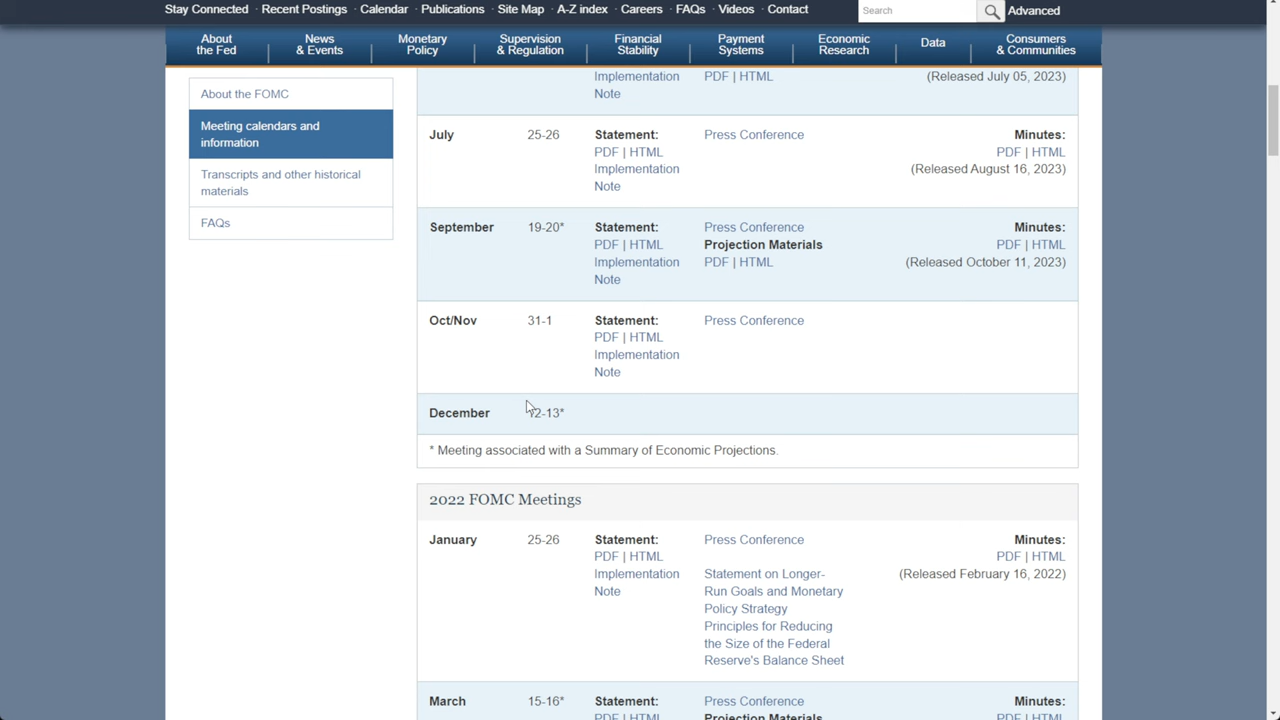 Stay Connected · Recent Postings · Calendar · Publications · Site Map · A-Z index · Careers · FAQs · Videos · Contact
Search
Advanced
About
the Fed
News
& Events
Monetary
Policy
Supervision
& Regulation
Financial
Stability
Payment
Systems
Economic
Research
Data
Consumers
& Communities
About the FOMC
Meeting calendars and
information
Transcripts and other historical
materials
FAQs
Implementation
Note
PDF | HTML
(Released July 05, 2023)
July
25-26
Statement:
PDF | HTML
Implementation
Note
Press Conference
Minutes:
PDF | HTML
(Released August 16, 2023)
September
19-20*
Statement:
PDF | HTML
Implementation
Note
Press Conference
Projection Materials
PDF | HTML
Minutes:
PDF | HTML
(Released October 11, 2023)
Oct/Nov
31-1
Statement:
PDF | HTML
Implementation
Note
Press Conference
December
12-13*
* Meeting associated with a Summary of Economic Projections.
2022 FOMC Meetings
January
25-26
Statement:
PDF | HTML
Implementation
Note
Press Conference
Statement on Longer-
Run Goals and Monetary
Policy Strategy
Principles for Reducing
the Size of the Federal
Reserve's Balance Sheet
Minutes:
PDF | HTML
(Released February 16, 2022)
March
15-16*
Statement:
PDF | HTML
Press Conference
Projection Materials
Minutes:
PDF | HTML